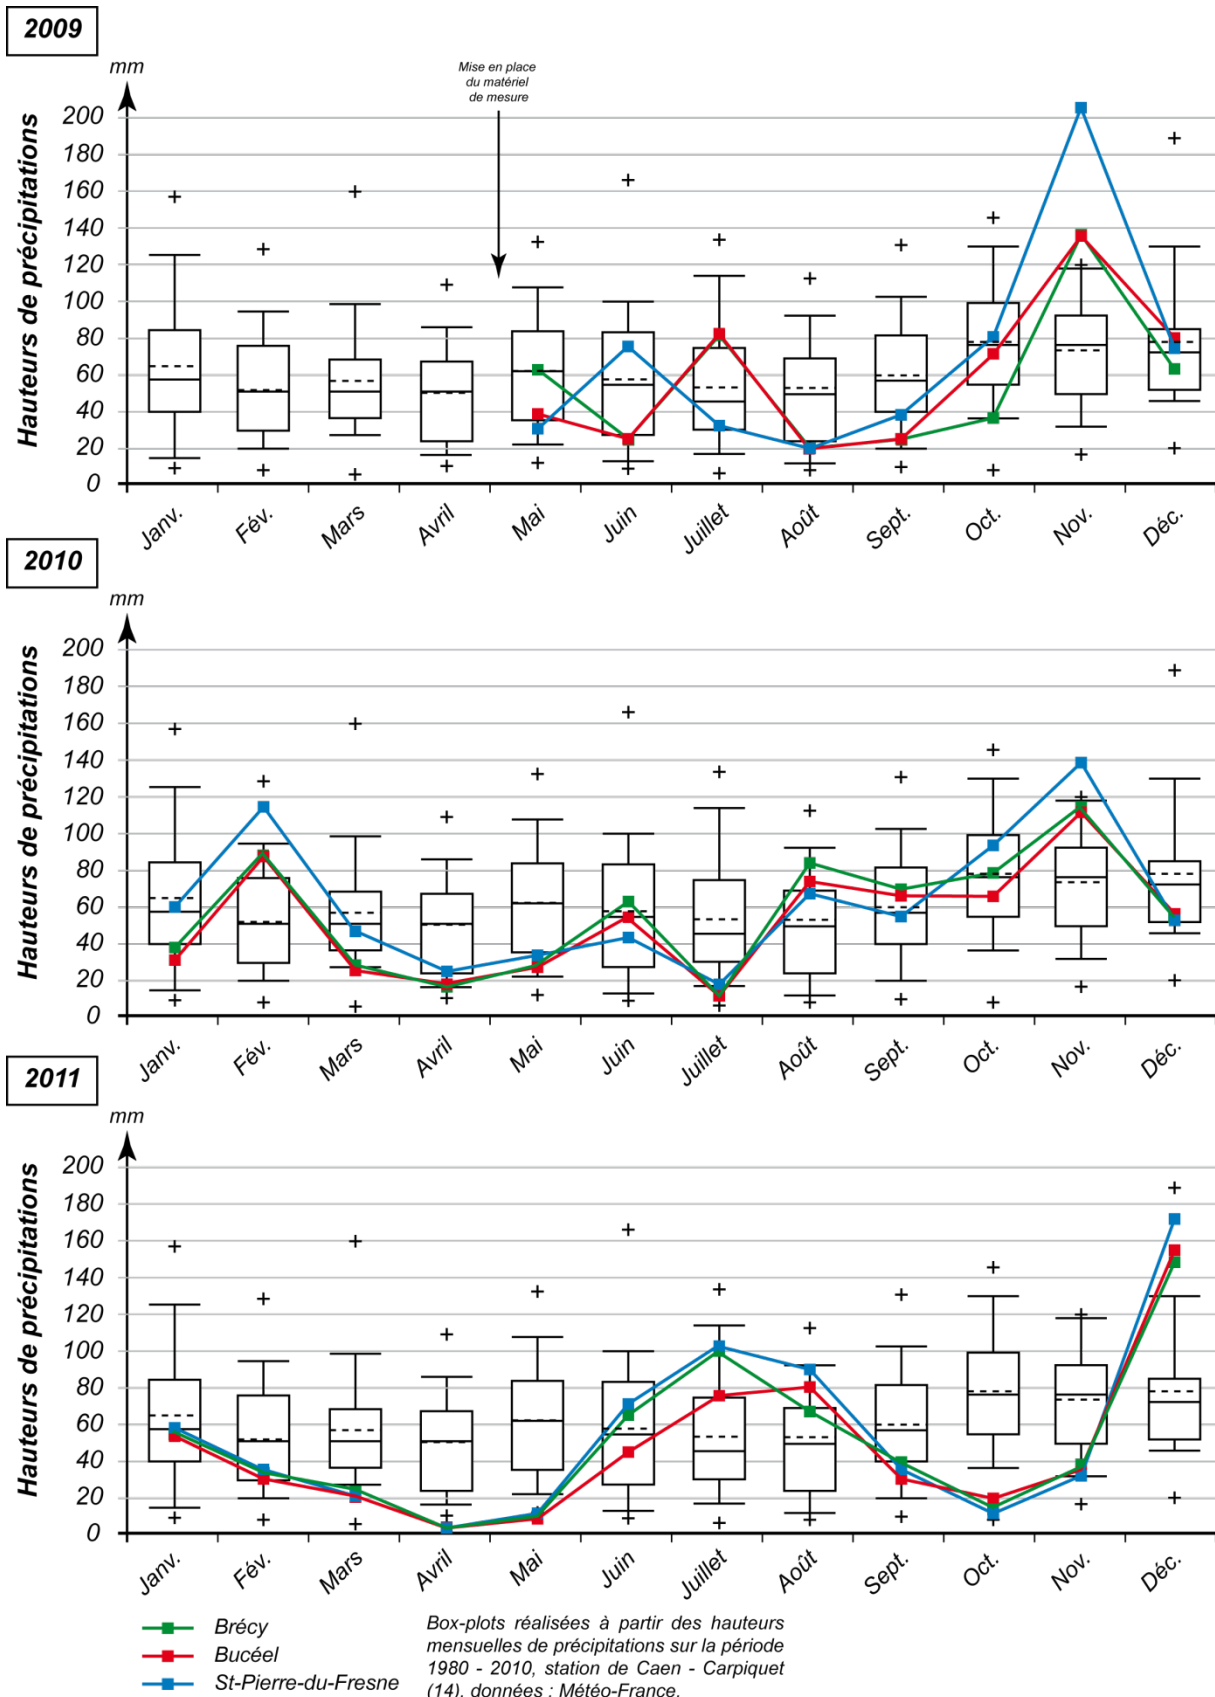 2009
mm
Mise en place
du matériel
de mesure
Hauteurs de précipitations
200
180
160
140
120
100
80
60
40
20
0
Janv.
Fév.
Mars
Avril
Mai
Juin
Juillet
Août
Sept.
Oct.
Nov.
Déc.
2010
mm
Hauteurs de précipitations
200
180
160
140
120
100
80
60
40
20
0
Janv.
Fév.
Mars
Avril
Mai
Juin
Juillet
Août
Sept.
Oct.
Nov.
Déc.
2011
mm
Hauteurs de précipitations
200
180
160
140
120
100
80
60
40
20
0
Janv.
Fév.
Mars
Avril
Mai
Juin
Juillet
Août
Sept.
Oct.
Nov.
Déc.
Brécy
Bucéel
St-Pierre-du-Fresne
Box-plots réalisées à partir des hauteurs
mensuelles de précipitations sur la période
1980 - 2010, station de Caen - Carpiquet
(14), données : Météo-France.